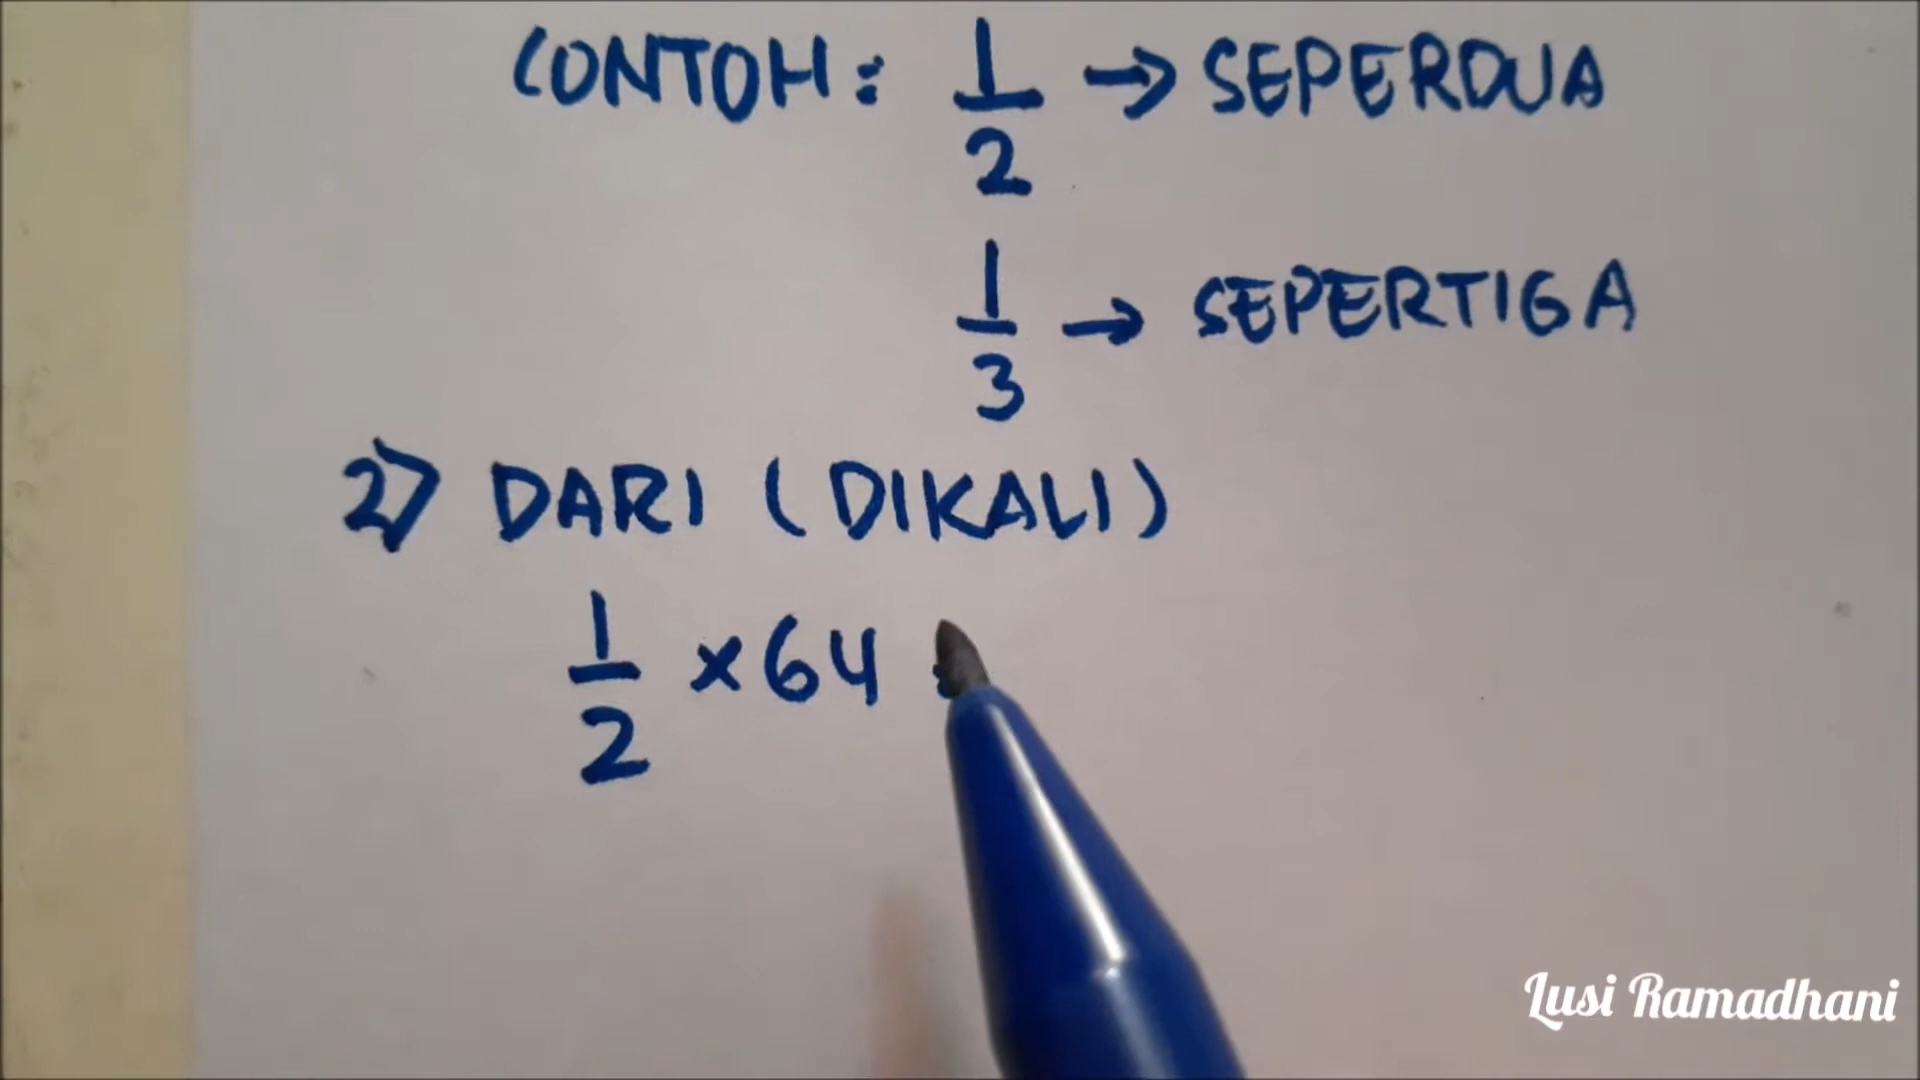 CONTOH: 1/2 → SEPERDUA
1/3 → SEPERTIGA
2) DARI (DIKALI)
1/2 × 64
Lusi Ramadhani